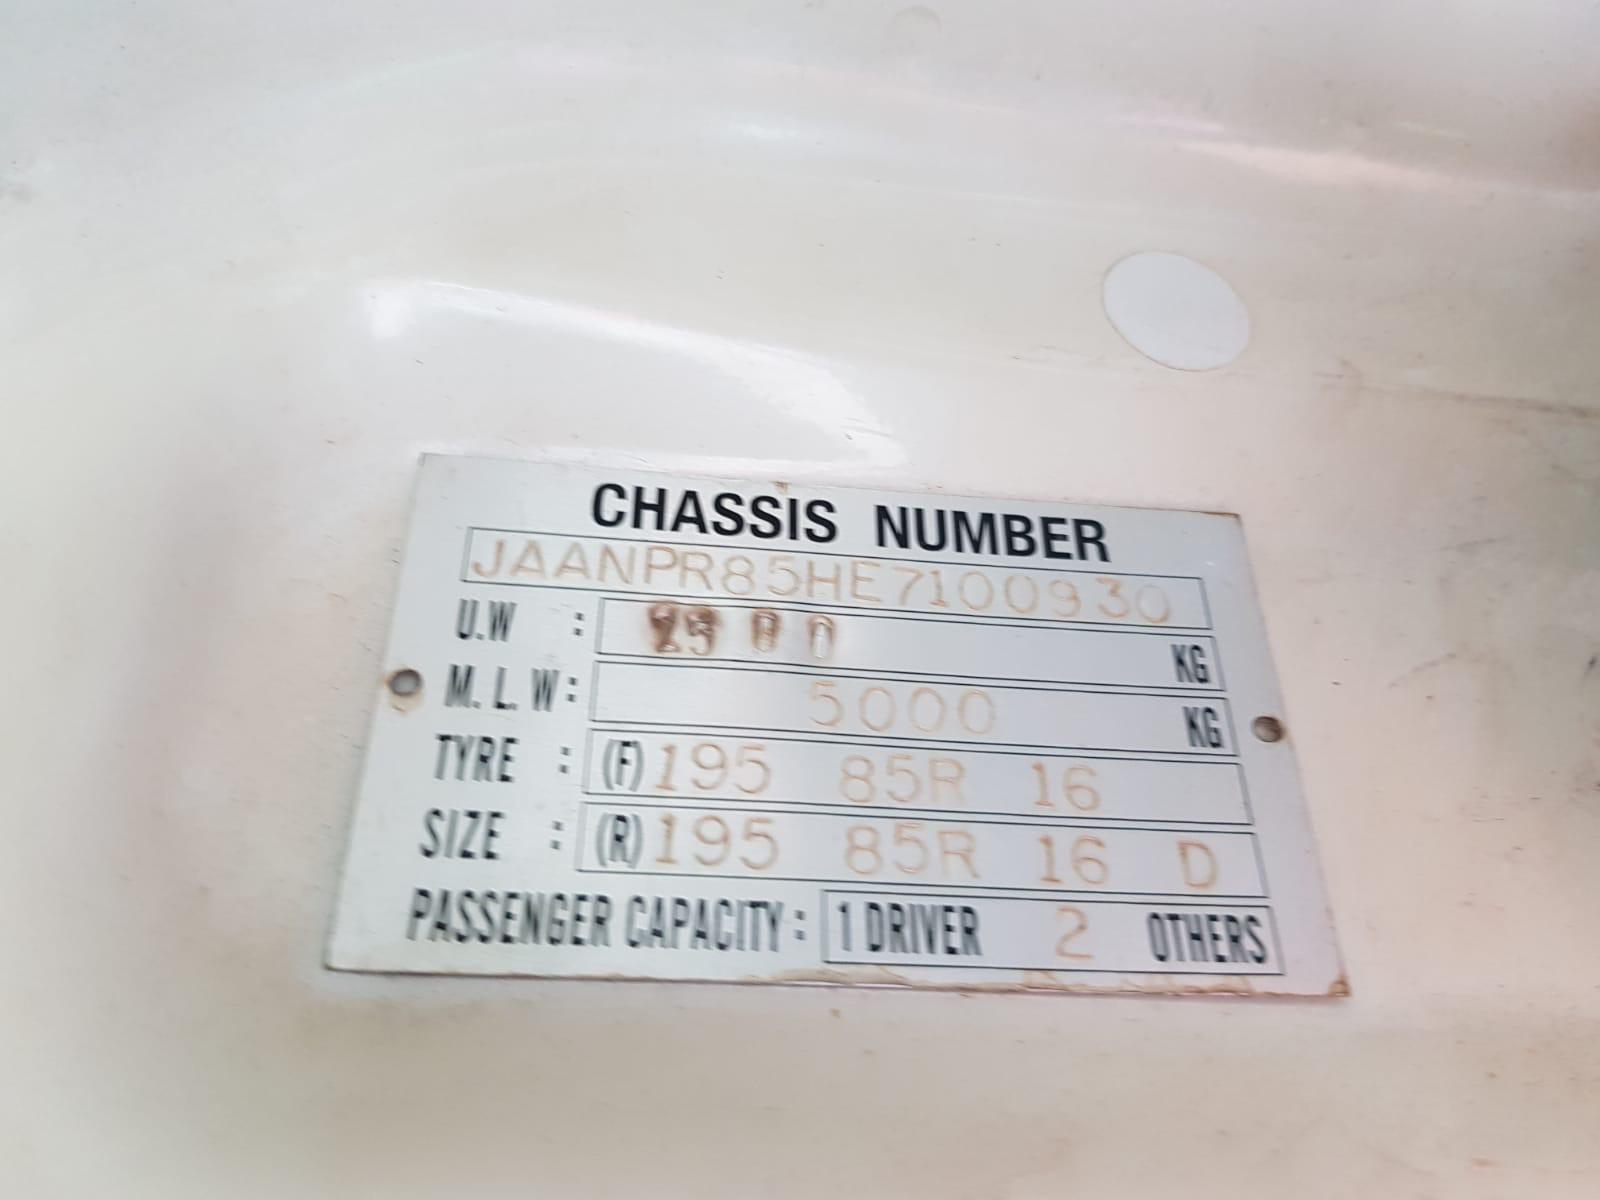 CHASSIS NUMBER
JAANPR85HE7100930
U.W : KG
M.L.W: 5000 KG
TYRE : (F) 195 85R 16
SIZE : (R) 195 85R 16 D
PASSENGER CAPACITY: 1 DRIVER 2 OTHERS